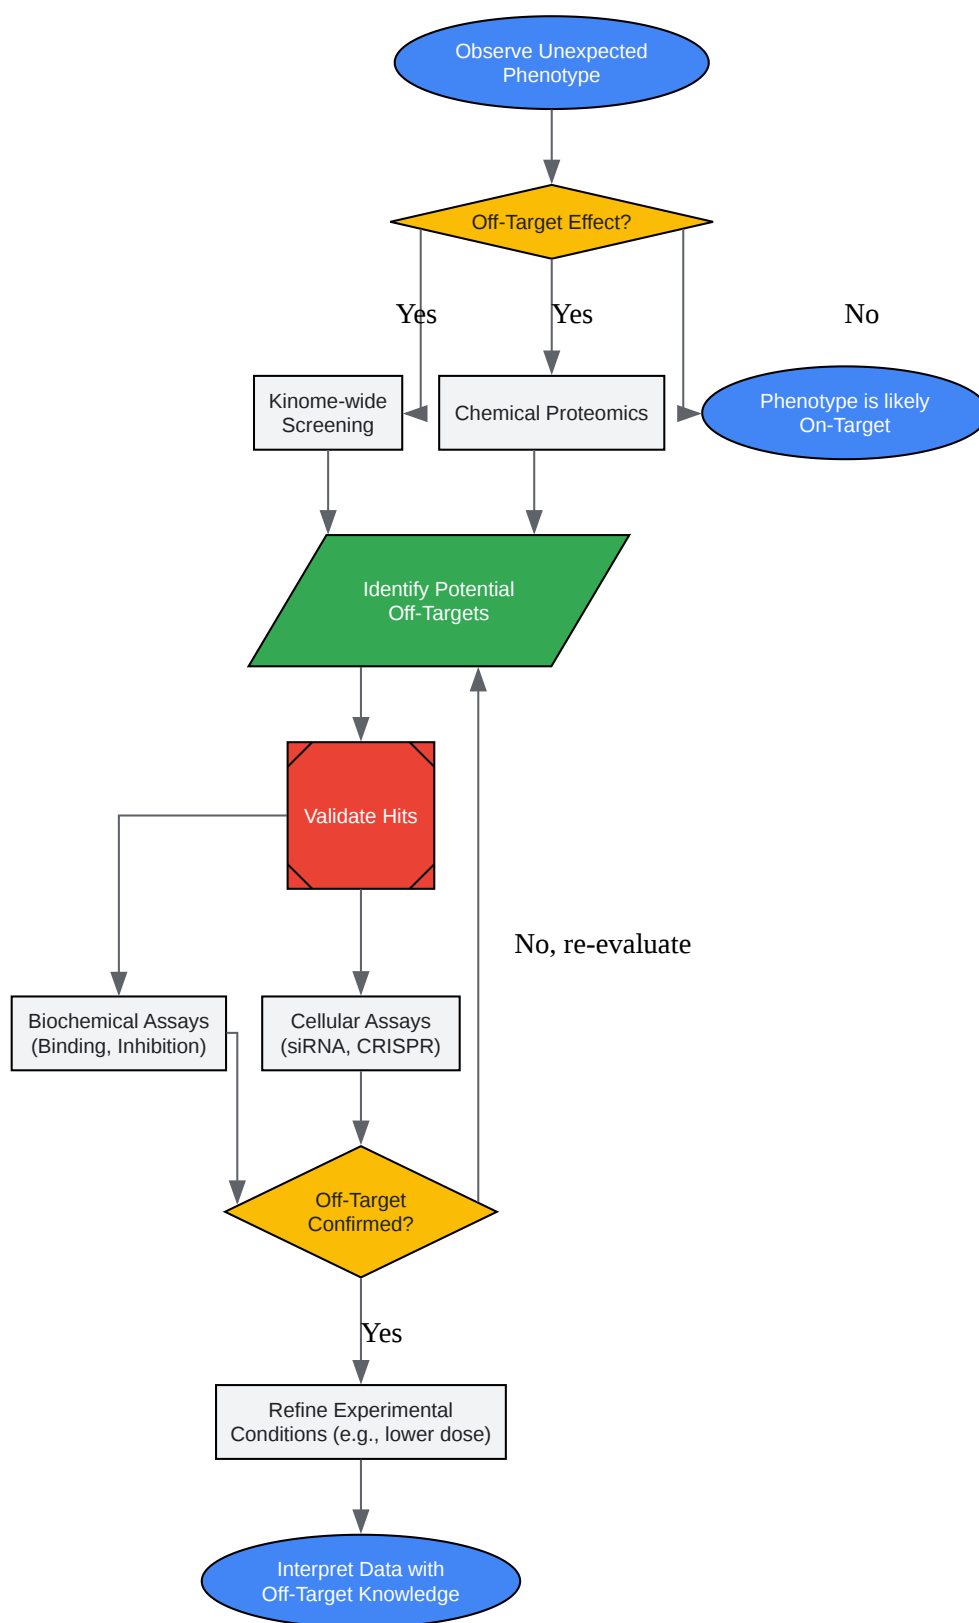 Observe Unexpected
Phenotype
Off-Target Effect?
Yes
Yes
No
Kinome-wide
Screening
Chemical Proteomics
Phenotype is likely
On-Target
Identify Potential
Off-Targets
Validate Hits
No, re-evaluate
Biochemical Assays
(Binding, Inhibition)
Cellular Assays
(siRNA, CRISPR)
Off-Target
Confirmed?
Yes
Refine Experimental
Conditions (e.g., lower dose)
Interpret Data with
Off-Target Knowledge